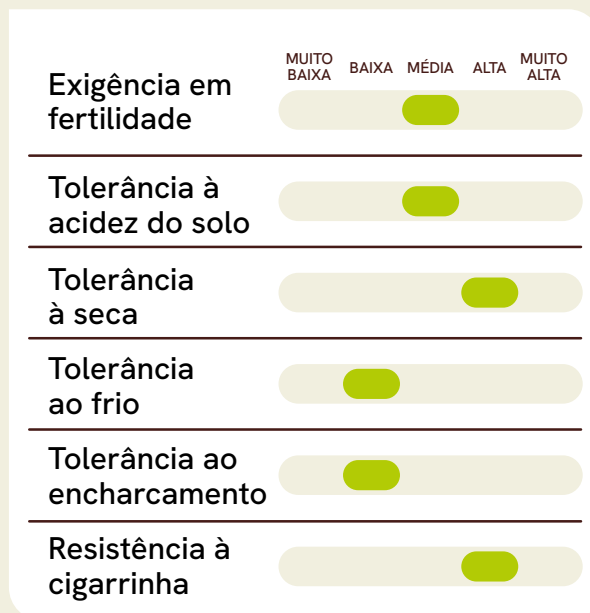 MUITO BAIXA BAIXA MÉDIA ALTA MUITO ALTA
Exigência em
fertilidade
Tolerância à
acidez do solo
Tolerância
à seca
Tolerância
ao frio
Tolerância ao
encharcamento
Resistência à
cigarrinha